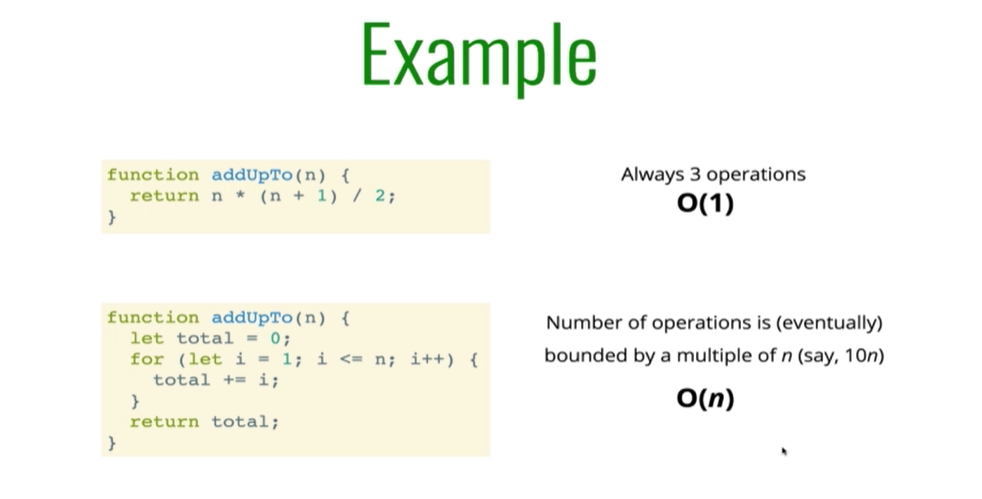 Example
function addUpTo(n) {
  return n * (n + 1) / 2;
}
Always 3 operations
O(1)
function addUpTo(n) {
  let total = 0;
  for (let i = 1; i <= n; i++) {
    total += i;
  }
  return total;
}
Number of operations is (eventually)
bounded by a multiple of n (say, 10n)
O(n)